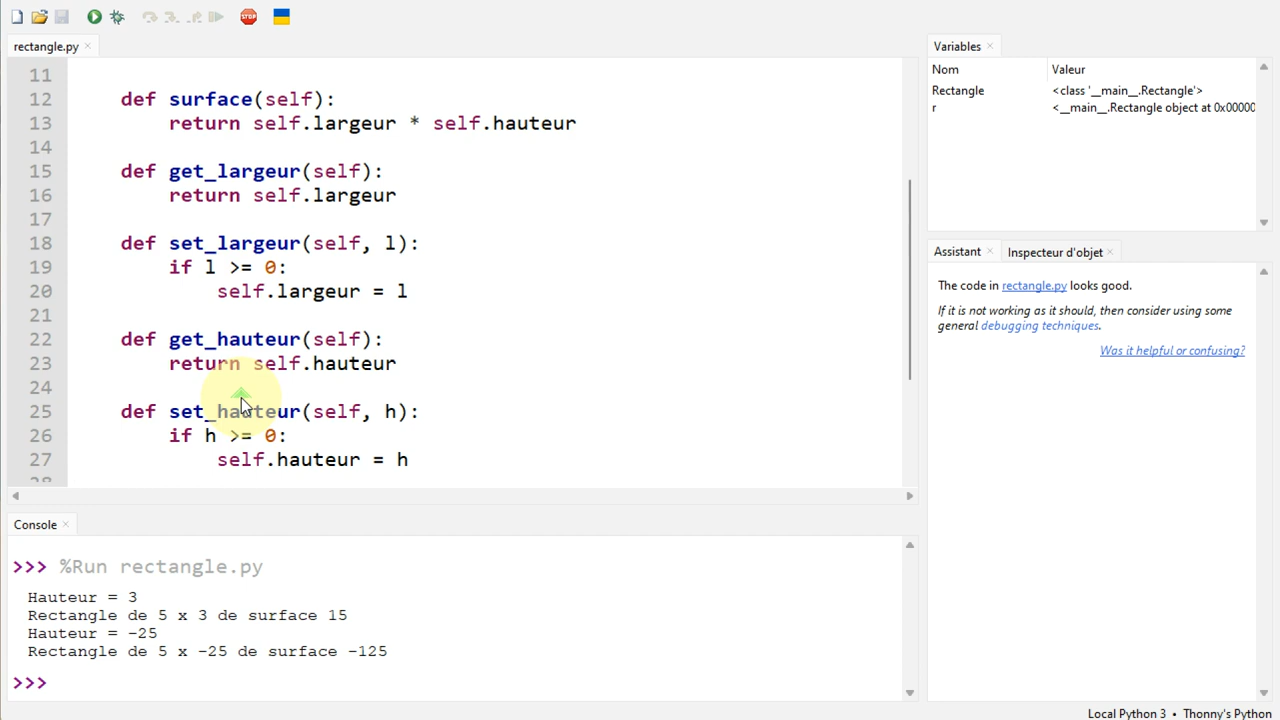 STOP
rectangle.py
11
12 def surface(self):
13 return self.largeur * self.hauteur
14
15 def get_largeur(self):
16 return self.largeur
17
18 def set_largeur(self, l):
19 if l >= 0:
20 self.largeur = l
21
22 def get_hauteur(self):
23 return self.hauteur
24
25 def set_hauteur(self, h):
26 if h >= 0:
27 self.hauteur = h
28
Console
>>> %Run rectangle.py
Hauteur = 3
Rectangle de 5 x 3 de surface 15
Hauteur = -25
Rectangle de 5 x -25 de surface -125
>>>
Variables
Nom Valeur
Rectangle <class '__main__.Rectangle'>
r <__main__.Rectangle object at 0x00000
Assistant Inspecteur d'objet
The code in rectangle.py looks good.
If it is not working as it should, then consider using some
general debugging techniques.
Was it helpful or confusing?
Local Python 3 • Thonny's Python